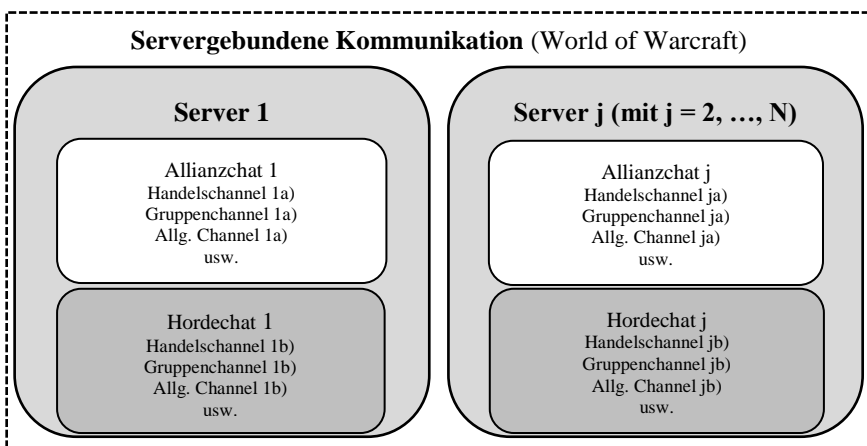 Servergebundene Kommunikation (World of Warcraft)
Server 1
Allianzchat 1
Handelschannel 1a)
Gruppenchannel 1a)
Allg. Channel 1a)
usw.
Hordechat 1
Handelschannel 1b)
Gruppenchannel 1b)
Allg. Channel 1b)
usw.
Server j (mit j = 2, …, N)
Allianzchat j
Handelschannel ja)
Gruppenchannel ja)
Allg. Channel ja)
usw.
Hordechat j
Handelschannel jb)
Gruppenchannel jb)
Allg. Channel jb)
usw.